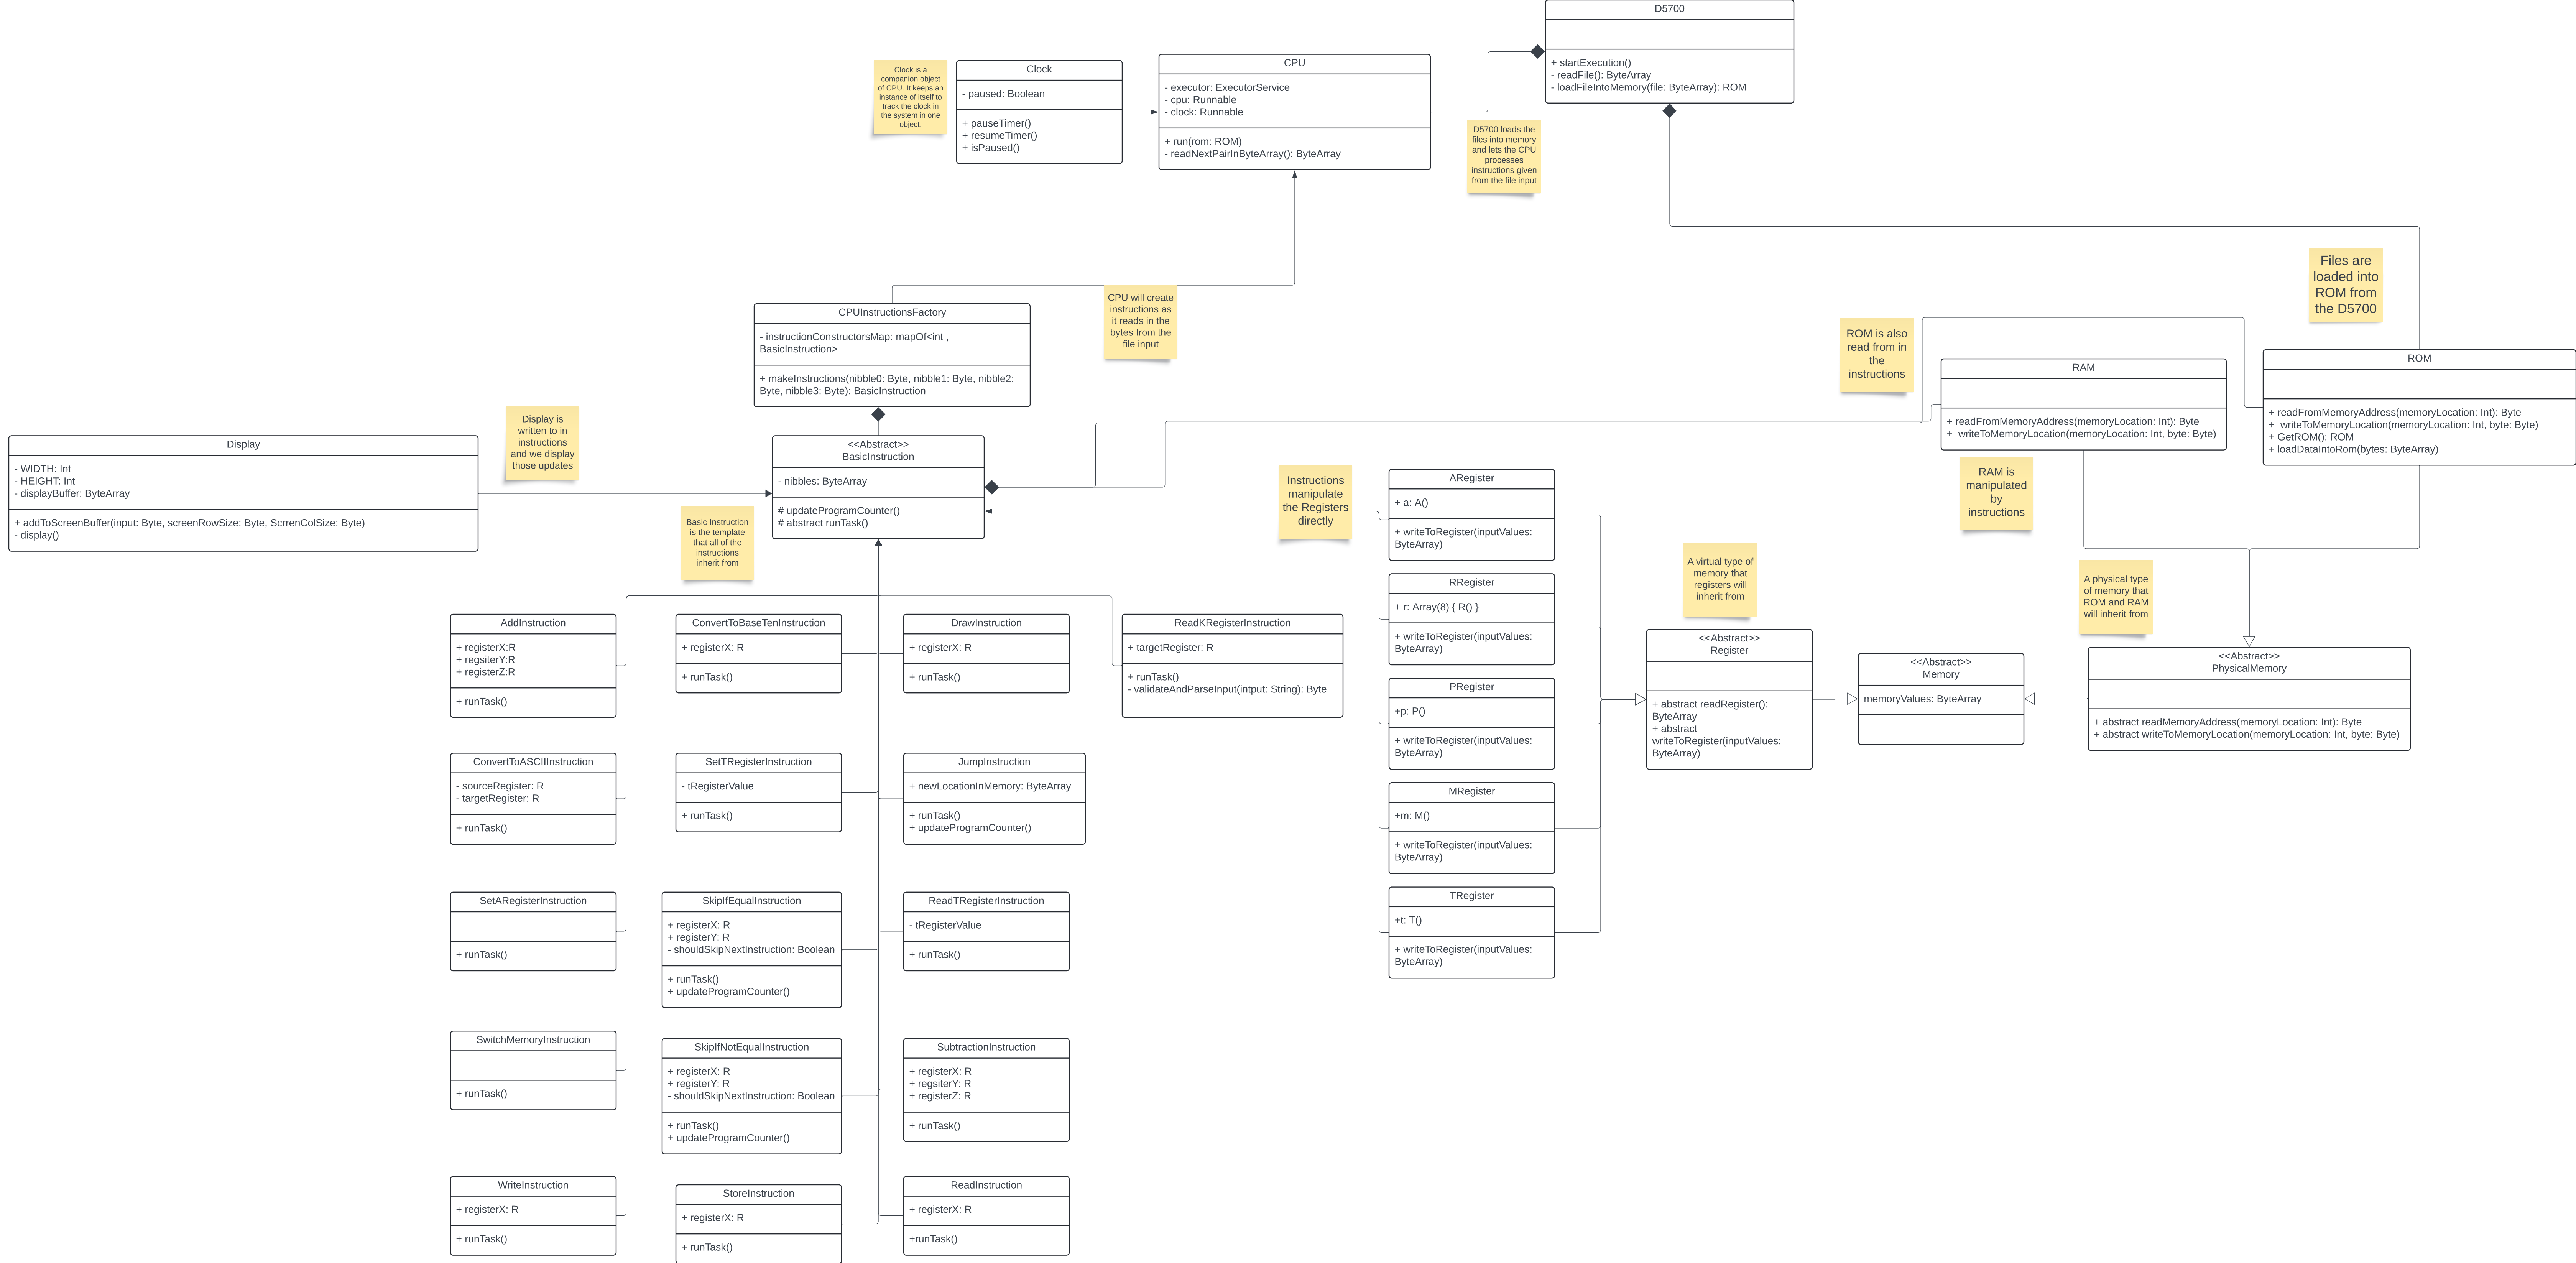 D5700
+ startExecution()
- readFile(): ByteArray
- loadFileIntoMemory(file: ByteArray): ROM
Clock is a
companion object
of CPU. It keeps an
instance of itself to
track the clock in
the system in one
object.
Clock
- paused: Boolean
+ pauseTimer()
+ resumeTimer()
+ isPaused()
CPU
- executor: ExecutorService
- cpu: Runnable
- clock: Runnable
+ run(rom: ROM)
- readNextPairInByteArray(): ByteArray
D5700 loads the
files into memory
and lets the CPU
processes
instructions given
from the file input
Files are
loaded into
ROM from
the D5700
CPUInstructionsFactory
- instructionConstructorsMap: mapOf<int ,
BasicInstruction>
+ makeInstructions(nibble0: Byte, nibble1: Byte, nibble2:
Byte, nibble3: Byte): BasicInstruction
CPU will create
instructions as
it reads in the
bytes from the
file input
ROM is also
read from in
the
instructions
RAM
+ readFromMemoryAddress(memoryLocation: Int): Byte
+  writeToMemoryLocation(memoryLocation: Int, byte: Byte)
ROM
+ readFromMemoryAddress(memoryLocation: Int): Byte
+  writeToMemoryLocation(memoryLocation: Int, byte: Byte)
+ GetROM(): ROM
+ loadDataIntoRom(bytes: ByteArray)
Display
- WIDTH: Int
- HEIGHT: Int
- displayBuffer: ByteArray
+ addToScreenBuffer(input: Byte, screenRowSize: Byte, ScrrenColSize: Byte)
- display()
Display is
written to in
instructions
and we display
those updates
<<Abstract>>
BasicInstruction
- nibbles: ByteArray
# updateProgramCounter()
# abstract runTask()
Basic Instruction
is the template
that all of the
instructions
inherit from
Instructions
manipulate
the Registers
directly
RAM is
manipulated
by
instructions
ARegister
+ a: A()
+ writeToRegister(inputValues:
ByteArray)
RRegister
+ r: Array(8) { R() }
+ writeToRegister(inputValues:
ByteArray)
PRegister
+p: P()
+ writeToRegister(inputValues:
ByteArray)
MRegister
+m: M()
+ writeToRegister(inputValues:
ByteArray)
TRegister
+t: T()
+ writeToRegister(inputValues:
ByteArray)
A virtual type of
memory that
registers will
inherit from
A physical type
of memory that
ROM and RAM
will inherit from
<<Abstract>>
Register
+ abstract readRegister():
ByteArray
+ abstract
writeToRegister(inputValues:
ByteArray)
<<Abstract>>
Memory
memoryValues: ByteArray
<<Abstract>>
PhysicalMemory
+ abstract readMemoryAddress(memoryLocation: Int): Byte
+ abstract writeToMemoryLocation(memoryLocation: Int, byte: Byte)
AddInstruction
+ registerX:R
+ regsiterY:R
+ registerZ:R
+ runTask()
ConvertToBaseTenInstruction
+ registerX: R
+ runTask()
DrawInstruction
+ registerX: R
+ runTask()
ReadKRegisterInstruction
+ targetRegister: R
+ runTask()
- validateAndParseInput(intput: String): Byte
ConvertToASCIIInstruction
- sourceRegister: R
- targetRegister: R
+ runTask()
SetTRegisterInstruction
- tRegisterValue
+ runTask()
JumpInstruction
+ newLocationInMemory: ByteArray
+ runTask()
+ updateProgramCounter()
SetARegisterInstruction
+ runTask()
SkipIfEqualInstruction
+ registerX: R
+ registerY: R
- shouldSkipNextInstruction: Boolean
+ runTask()
+ updateProgramCounter()
ReadTRegisterInstruction
- tRegisterValue
+ runTask()
SwitchMemoryInstruction
+ runTask()
SkipIfNotEqualInstruction
+ registerX: R
+ registerY: R
- shouldSkipNextInstruction: Boolean
+ runTask()
+ updateProgramCounter()
SubtractionInstruction
+ registerX: R
+ regsiterY: R
+ registerZ: R
+ runTask()
WriteInstruction
+ registerX: R
+ runTask()
StoreInstruction
+ registerX: R
+ runTask()
ReadInstruction
+ registerX: R
+runTask()